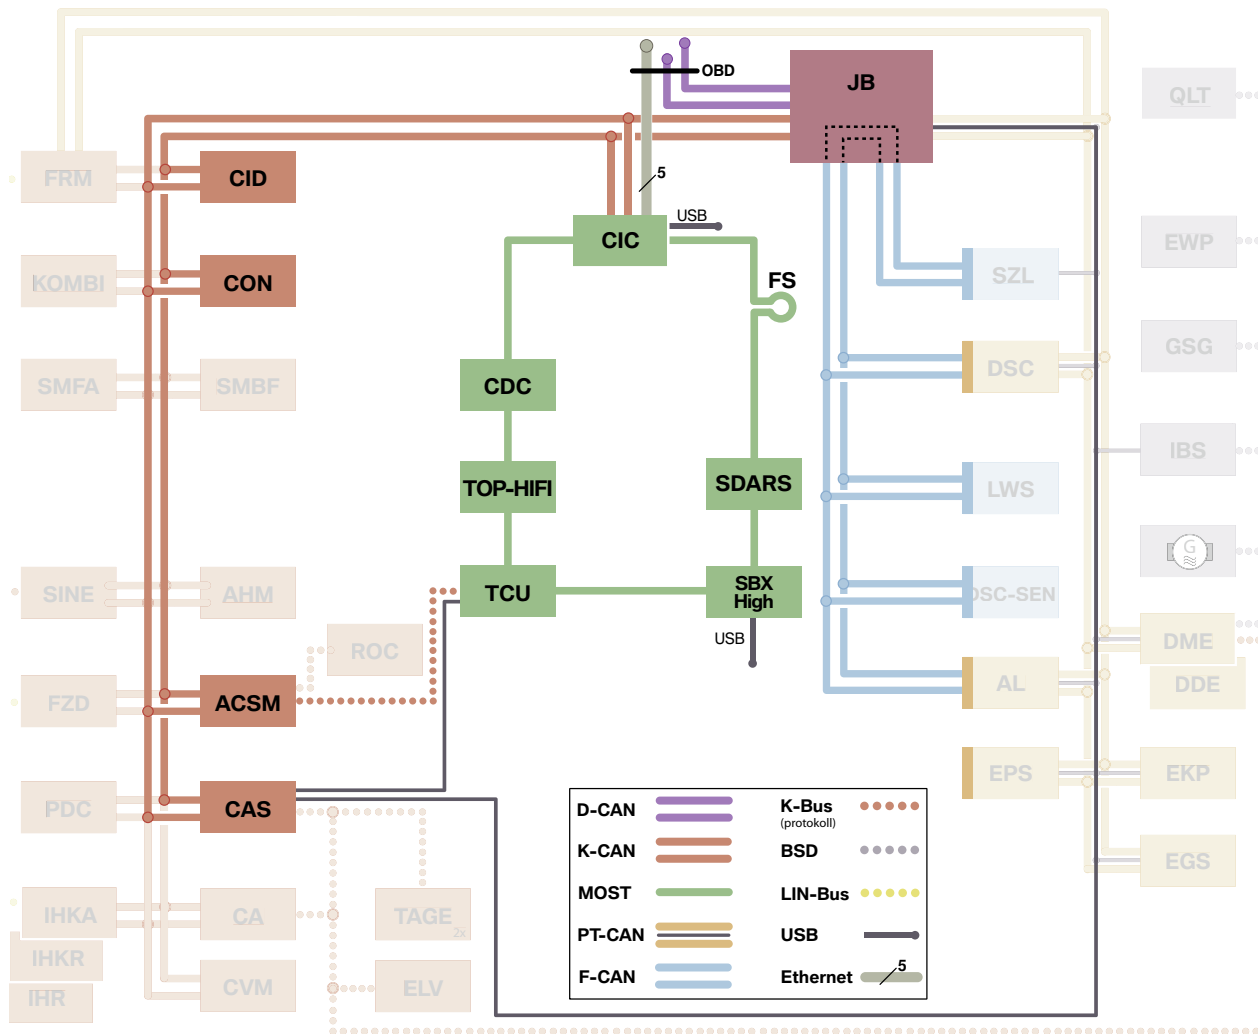 OBD
JB
QLT
5
FRM
CID
USB
CIC
EWP
KOMBI
CON
SZL
FS
GSG
SMFA
SMBF
CDC
DSC
IBS
TOP-HIFI
SDARS
LWS
G
SINE
AHM
TCU
SBX
High
DSC-SEN
USB
ROC
DME
FZD
ACSM
AL
DDE
PDC
CAS
EPS
EKP
D-CAN
K-Bus
(protokoll)
K-CAN
BSD
EGS
MOST
LIN-Bus
IHKA
CA
TAGE
2x
PT-CAN
USB
IHKR
F-CAN
Ethernet
5
IHR
CVM
ELV